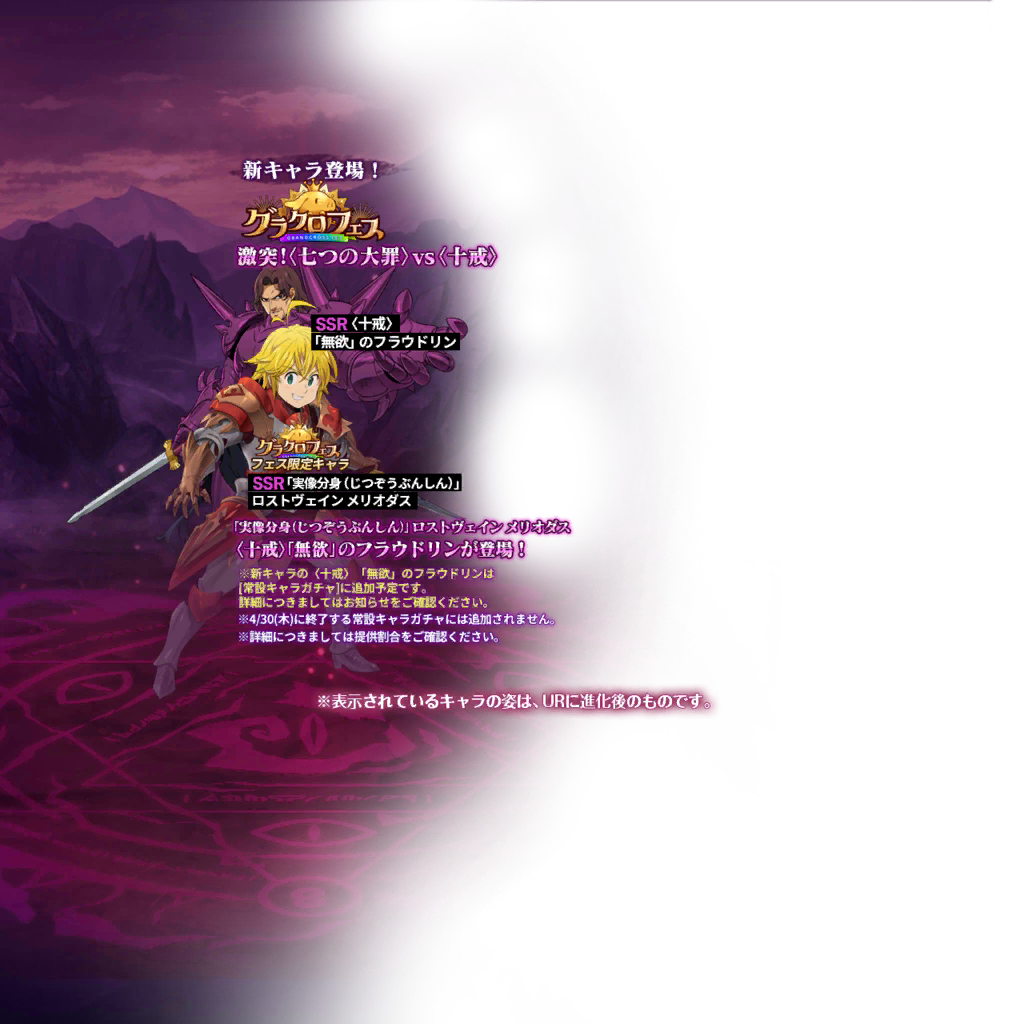 新キャラ登場！
グラクロフェス
激突!〈七つの大罪〉vs〈十戒〉
SSR〈十戒〉
「無欲」のフラウドリン
グラクロフェス
フェス限定キャラ
SSR「実像分身（じつぞうぶんしん）」
ロストヴェイン メリオダス
「実像分身（じつぞうぶんしん）」ロストヴェイン メリオダス
〈十戒〉「無欲」のフラウドリンが登場！
※新キャラの〈十戒〉「無欲」のフラウドリンは
[常設キャラガチャ]に追加予定です。
詳細につきましてはお知らせをご確認ください。
※4/30(木)に終了する常設キャラガチャには追加されません。
※詳細につきましては提供割合をご確認ください。
※表示されているキャラの姿は、URに進化後のものです。